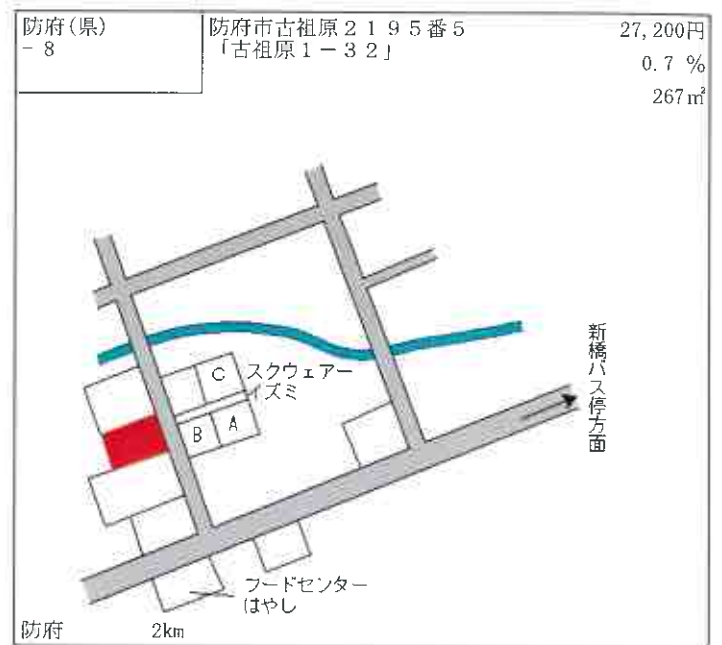 防府(県)
- 8
防府市古祖原２１９５番５
「古祖原１−３２」
27,200円
0.7 %
267㎡
C
スクウェアー
イズミ
B
A
新橋バス停方面
フードセンター
はやし
防府 2km